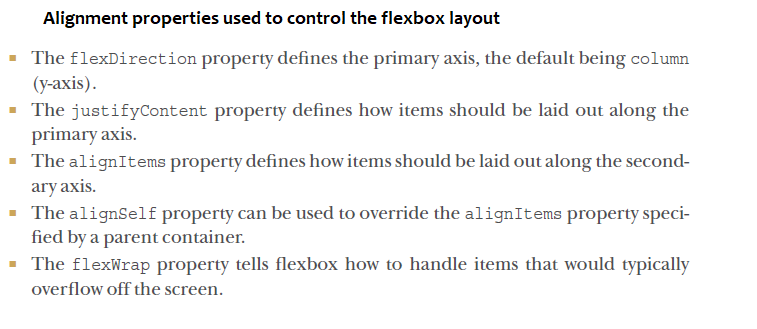 Alignment properties used to control the flexbox layout
▪ The flexDirection property defines the primary axis, the default being column
(y-axis).
▪ The justifyContent property defines how items should be laid out along the
primary axis.
▪ The alignItems property defines how items should be laid out along the second-
ary axis.
▪ The alignSelf property can be used to override the alignItems property speci-
fied by a parent container.
▪ The flexWrap property tells flexbox how to handle items that would typically
overflow off the screen.